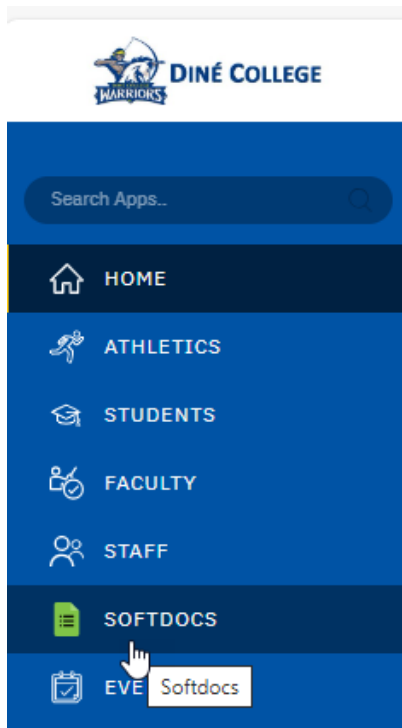 WARRIORS
DINÉ COLLEGE
Search Apps..
HOME
ATHLETICS
STUDENTS
FACULTY
STAFF
SOFTDOCS
EVE
Softdocs